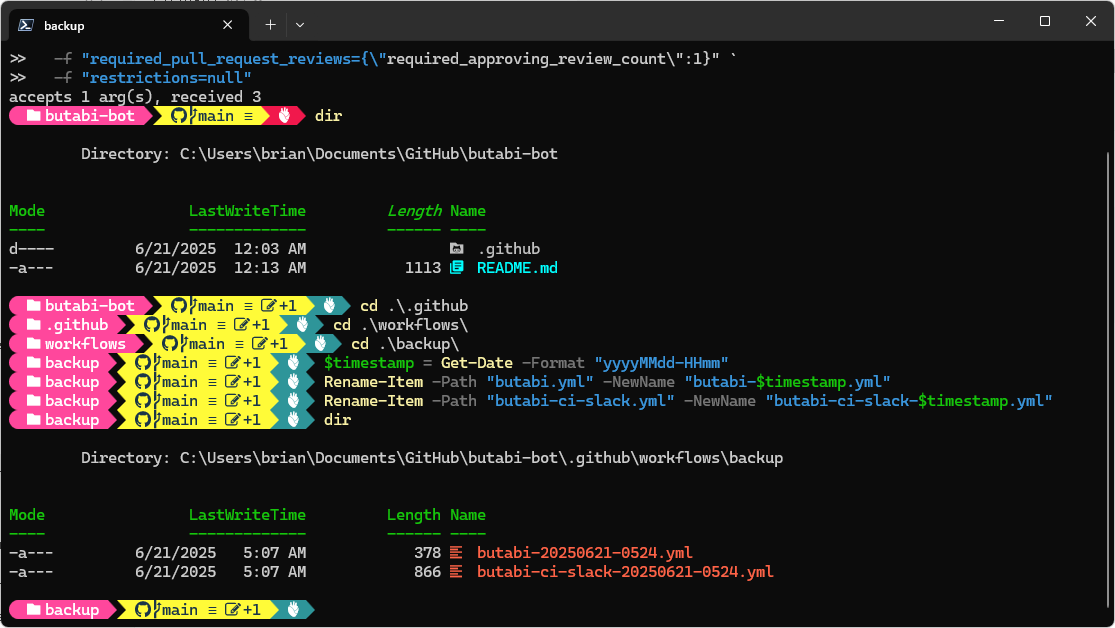 backup
>>   -f "required_pull_request_reviews={\"required_approving_review_count\":1}" `
>>   -f "restrictions=null"
accepts 1 arg(s), received 3
butabi-bot main ≡ dir
Directory: C:\Users\brian\Documents\GitHub\butabi-bot
Mode LastWriteTime Length Name
---- ------------- ------ ----
d---- 6/21/2025 12:03 AM .github
-a--- 6/21/2025 12:13 AM 1113 README.md
butabi-bot main ≡ +1 cd .\.github
.github main ≡ +1 cd .\workflows\
workflows main ≡ +1 cd .\backup\
backup main ≡ +1 $timestamp = Get-Date -Format "yyyyMMdd-HHmm"
backup main ≡ +1 Rename-Item -Path "butabi.yml" -NewName "butabi-$timestamp.yml"
backup main ≡ +1 Rename-Item -Path "butabi-ci-slack.yml" -NewName "butabi-ci-slack-$timestamp.yml"
backup main ≡ +1 dir
Directory: C:\Users\brian\Documents\GitHub\butabi-bot\.github\workflows\backup
Mode LastWriteTime Length Name
---- ------------- ------ ----
-a--- 6/21/2025 5:07 AM 378 butabi-20250621-0524.yml
-a--- 6/21/2025 5:07 AM 866 butabi-ci-slack-20250621-0524.yml
backup main ≡ +1